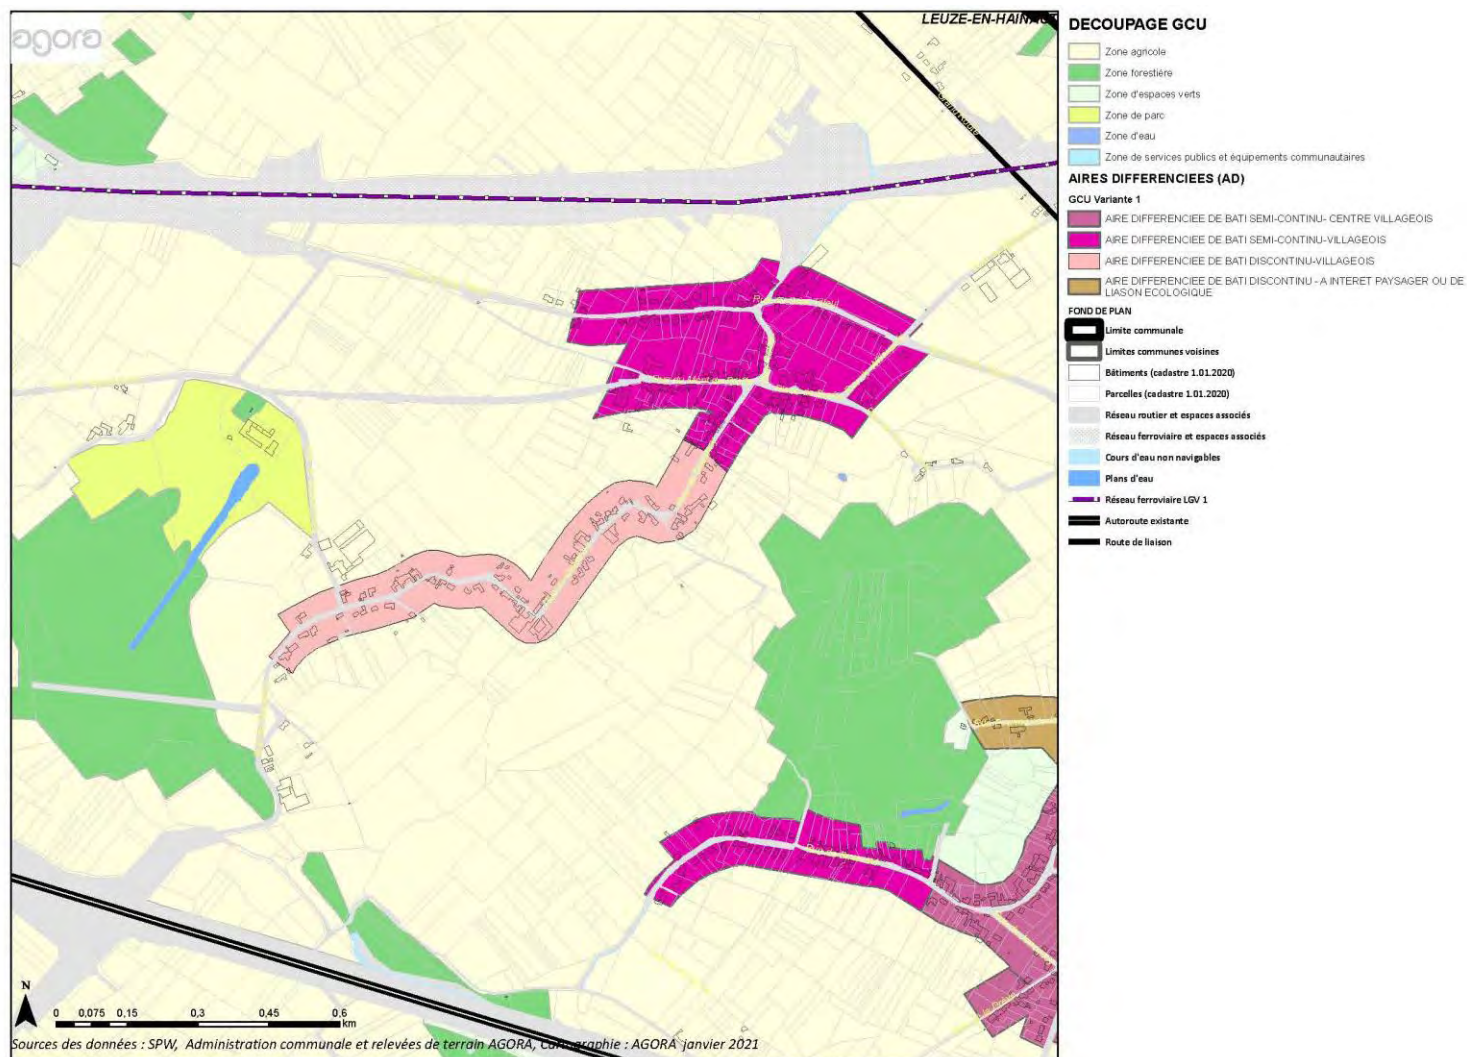 agora
LEUZE-EN-HAINAUT
DECOUPAGE GCU
Zone agricole
Zone forestière
Zone d'espaces verts
Zone de parc
Zone d'eau
Zone de services publics et équipements communautaires
AIRES DIFFERENCIEES (AD)
GCU Variante 1
AIRE DIFFERENCIEE DE BATI SEMI-CONTINU- CENTRE VILLAGEOIS
AIRE DIFFERENCIEE DE BATI SEMI-CONTINU-VILLAGEOIS
AIRE DIFFERENCIEE DE BATI DISCONTINU-VILLAGEOIS
AIRE DIFFERENCIEE DE BATI DISCONTINU - A INTERET PAYSAGER OU DE
LIASON ECOLOGIQUE
FOND DE PLAN
Limite communale
Limites communes voisines
Bâtiments (cadastre 1.01.2020)
Parcelles (cadastre 1.01.2020)
Réseau routier et espaces associés
Réseau ferroviaire et espaces associés
Cours d'eau non navigables
Plans d'eau
Réseau ferroviaire LGV 1
Autoroute existante
Route de liaison
N
0 0,075 0,15 0,3 0,45 0,6
km
Sources des données : SPW, Administration communale et relevées de terrain AGORA, Cartographie : AGORA janvier 2021